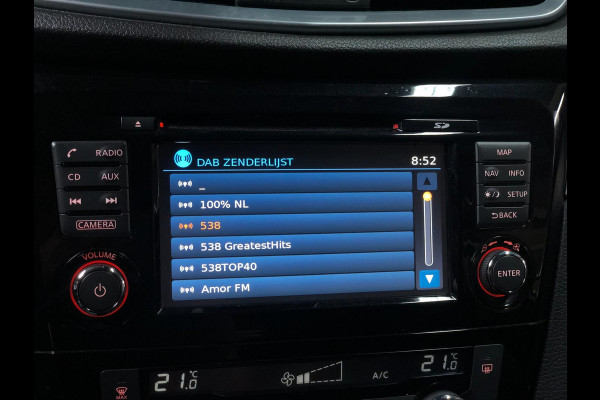 SD
RADIO
CD AUX
CAMERA
VOLUME
DAB ZENDERLIJST 8:52
_
100% NL
538
538 GreatestHits
538TOP40
Amor FM
MAP
NAV INFO
SETUP
BACK
ENTER
21.0 °C
A/C
21.0 °C
MAX